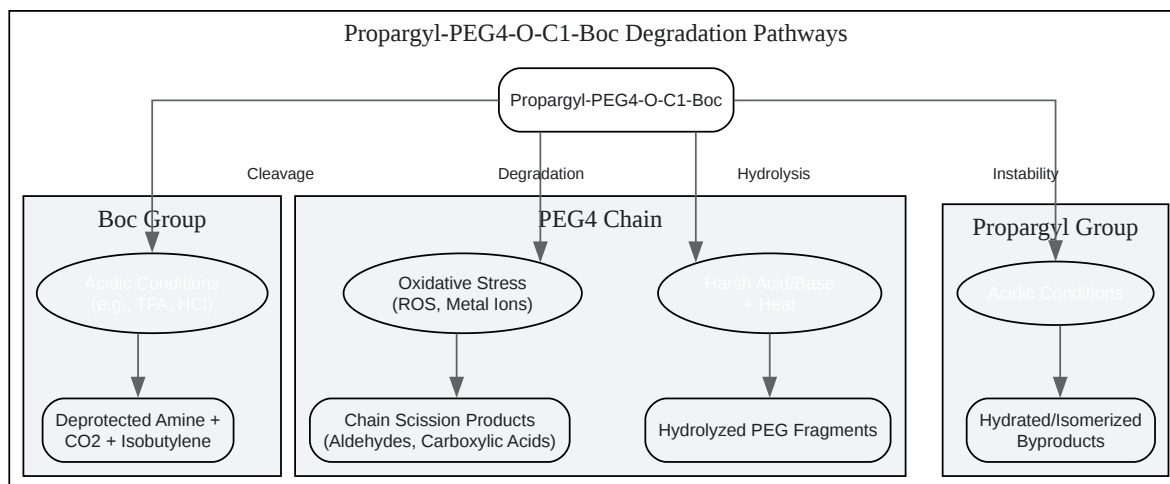 Propargyl-PEG4-O-C1-Boc Degradation Pathways
Propargyl-PEG4-O-C1-Boc
Cleavage
Degradation
Hydrolysis
Instability
Boc Group
PEG4 Chain
Propargyl Group
Acidic Conditions
(e.g., TFA, HCl)
Oxidative Stress
(ROS, Metal Ions)
Harsh Acid/Base
+ Heat
Acidic Conditions
Deprotected Amine +
CO2 + Isobutylene
Chain Scission Products
(Aldehydes, Carboxylic Acids)
Hydrolyzed PEG Fragments
Hydrated/Isomerized
Byproducts